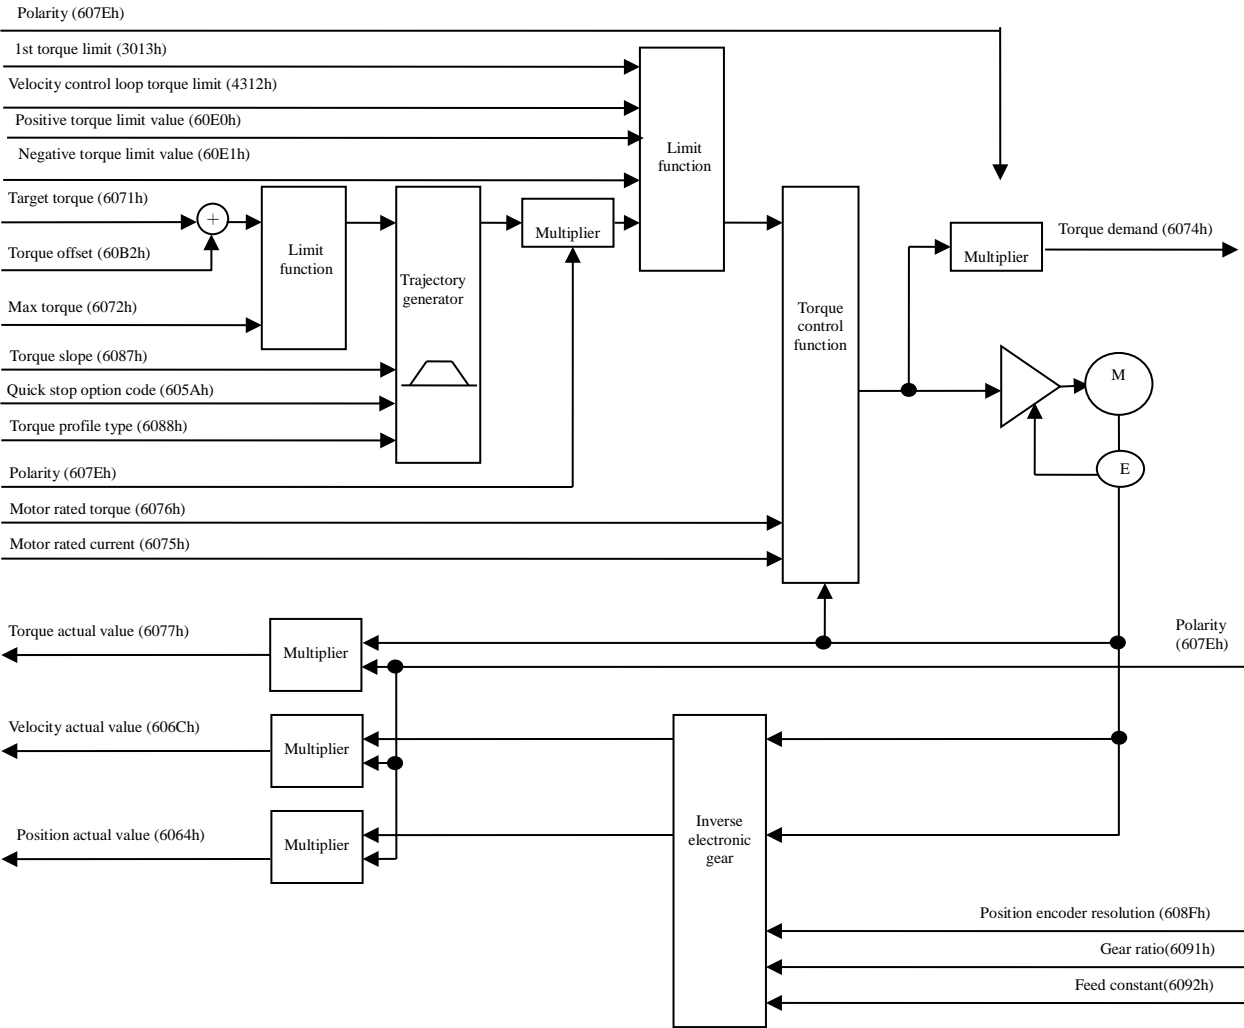 Polarity (607Eh)
1st torque limit (3013h)
Velocity control loop torque limit (4312h)
Positive torque limit value (60E0h)
Negative torque limit value (60E1h)
Limit
function
Target torque (6071h)
+
Torque offset (60B2h)
Limit
function
Max torque (6072h)
Trajectory
generator
Multiplier
Torque slope (6087h)
Quick stop option code (605Ah)
Torque profile type (6088h)
Polarity (607Eh)
Motor rated torque (6076h)
Motor rated current (6075h)
Torque
control
function
Multiplier
Torque demand (6074h)
M
E
Torque actual value (6077h)
Multiplier
Polarity
(607Eh)
Velocity actual value (606Ch)
Multiplier
Position actual value (6064h)
Multiplier
Inverse
electronic
gear
Position encoder resolution (608Fh)
Gear ratio(6091h)
Feed constant(6092h)